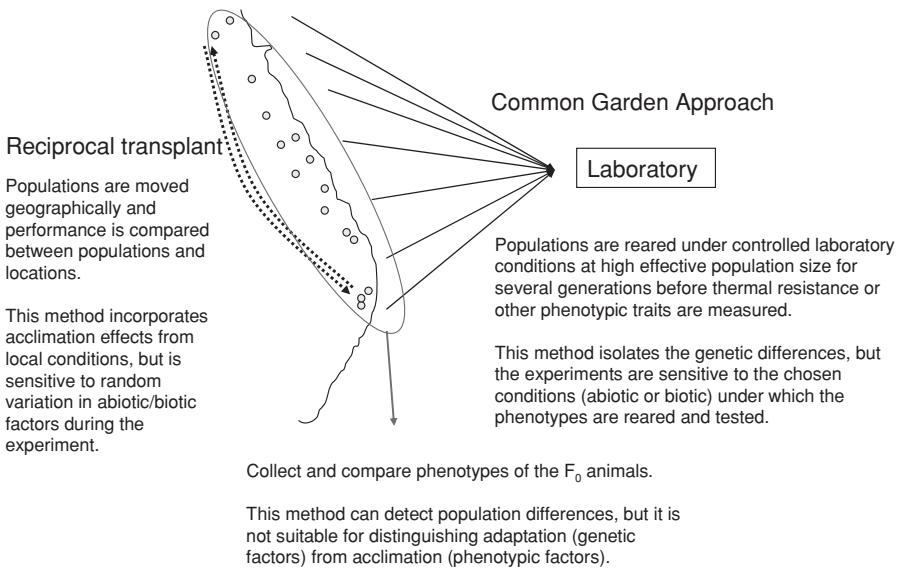 Common Garden Approach
Laboratory
Reciprocal transplant
Populations are moved
geographically and
performance is compared
between populations and
locations.
This method incorporates
acclimation effects from
local conditions, but is
sensitive to random
variation in abiotic/biotic
factors during the
experiment.
Populations are reared under controlled laboratory
conditions at high effective population size for
several generations before thermal resistance or
other phenotypic traits are measured.
This method isolates the genetic differences, but
the experiments are sensitive to the chosen
conditions (abiotic or biotic) under which the
phenotypes are reared and tested.
Collect and compare phenotypes of the F₀ animals.
This method can detect population differences, but it is
not suitable for distinguishing adaptation (genetic
factors) from acclimation (phenotypic factors).